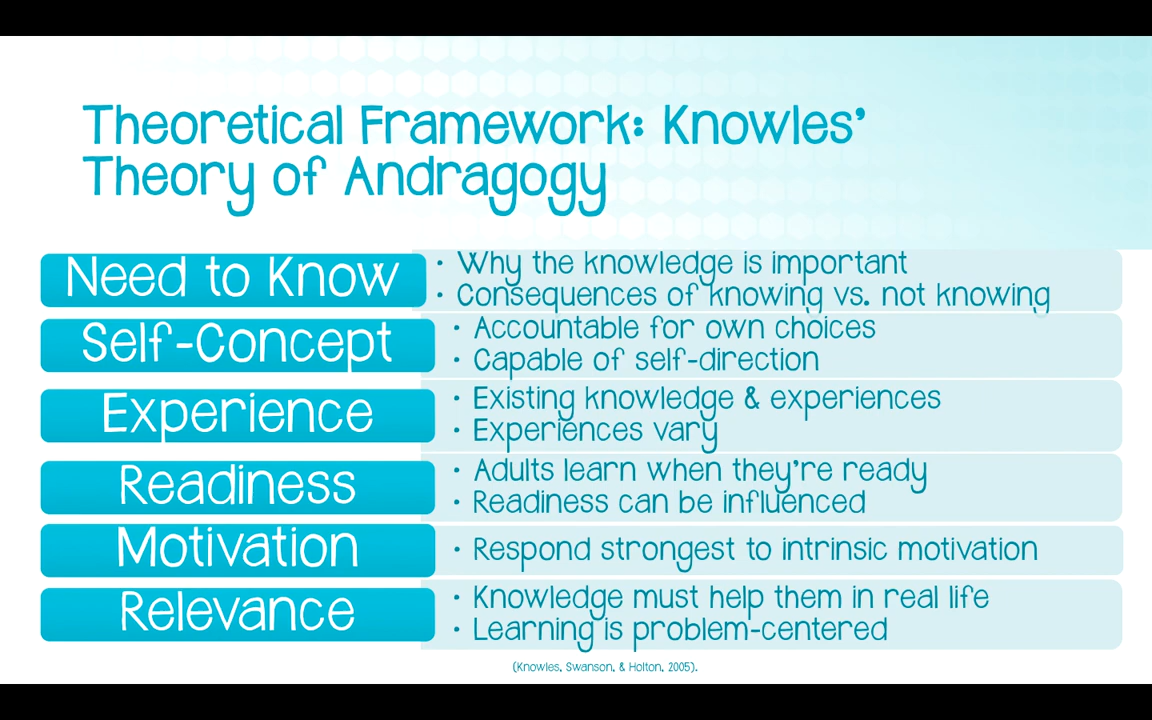 Theoretical Framework: Knowles’
Theory of Andragogy
Need to Know
• Why the knowledge is important
• Consequences of knowing vs. not knowing
Self-Concept
• Accountable for own choices
• Capable of self-direction
Experience
• Existing knowledge & experiences
• Experiences vary
Readiness
• Adults learn when they’re ready
• Readiness can be influenced
Motivation
• Respond strongest to intrinsic motivation
Relevance
• Knowledge must help them in real life
• Learning is problem-centered
(Knowles, Swanson, & Holton, 2005).